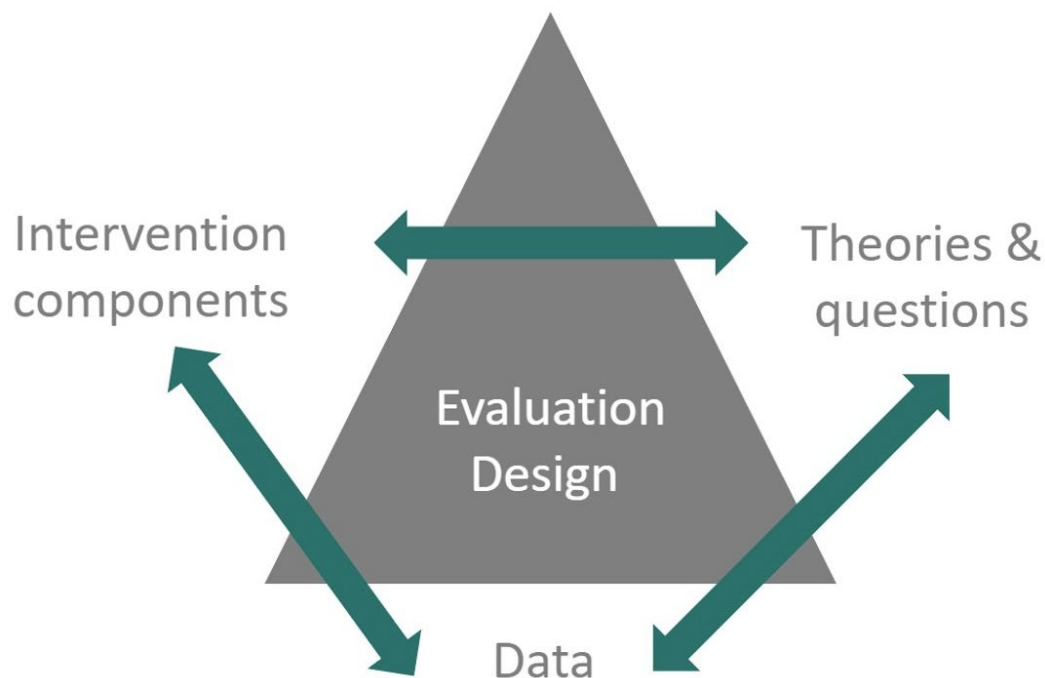 Intervention
components
Theories &
questions
Evaluation
Design
Data